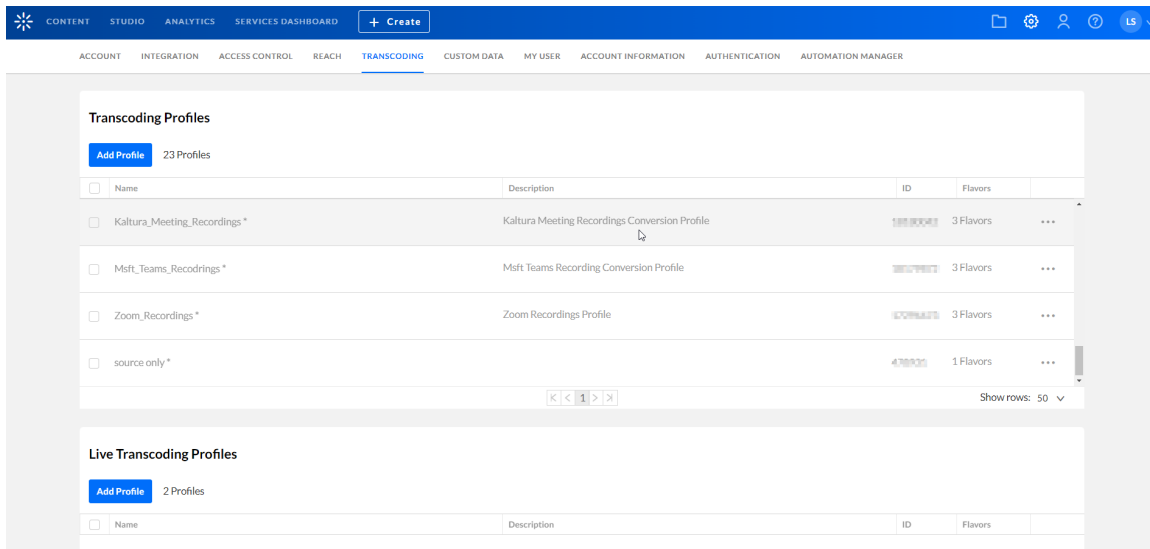 CONTENT STUDIO ANALYTICS SERVICES DASHBOARD + Create LS
ACCOUNT INTEGRATION ACCESS CONTROL REACH TRANSCODING CUSTOM DATA MY USER ACCOUNT INFORMATION AUTHENTICATION AUTOMATION MANAGER
Transcoding Profiles
Add Profile 23 Profiles
Name Description ID Flavors
Kaltura_Meeting_Recordings * Kaltura Meeting Recordings Conversion Profile 3 Flavors
Msft_Teams_Recodrings * Msft Teams Recording Conversion Profile 3 Flavors
Zoom_Recordings * Zoom Recordings Profile 3 Flavors
source only * 1 Flavors
1 Show rows: 50
Live Transcoding Profiles
Add Profile 2 Profiles
Name Description ID Flavors